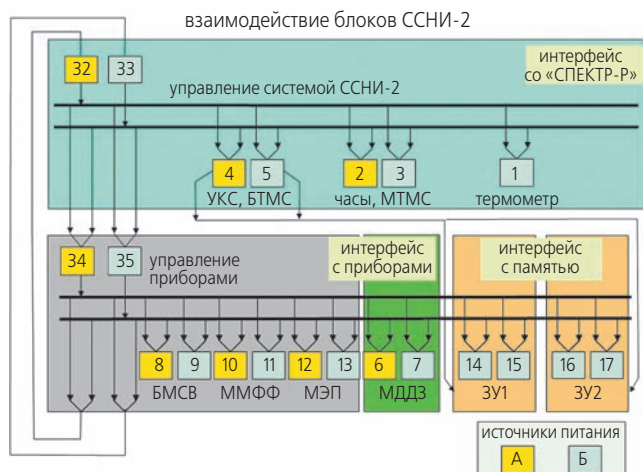 взаимодействие блоков ССНИ-2
32 33
интерфейс
со «СПЕКТР-Р»
управление системой ССНИ-2
4 5 2 3 1
УКС, БТМС часы, МТМС термометр
34 35
управление
приборами
интерфейс
с приборами
интерфейс
с памятью
8 9 10 11 12 13 6 7 14 15 16 17
БМСВ ММФФ МЭП МДДЗ ЗУ1 ЗУ2
источники питания
А Б